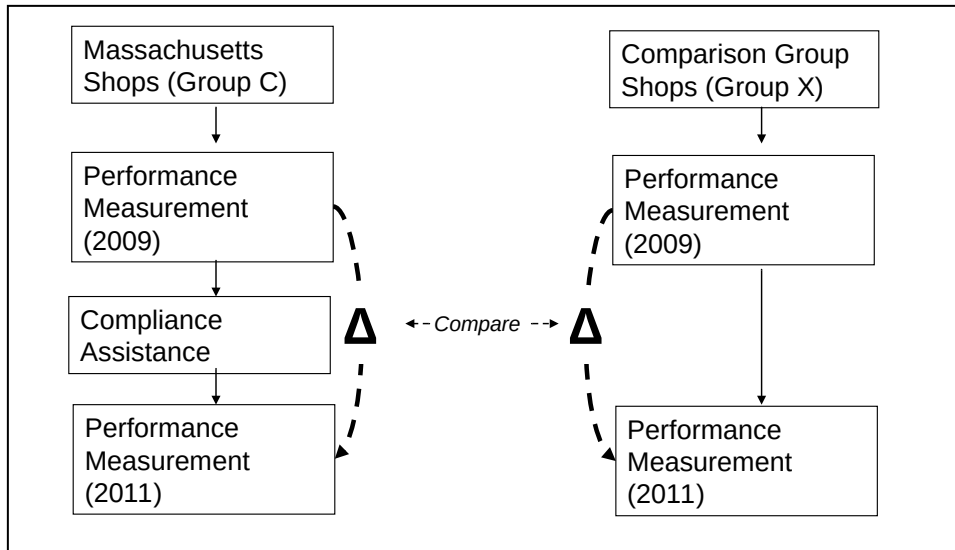 Massachusetts
Shops (Group C)
Comparison Group
Shops (Group X)
Performance
Measurement
(2009)
Performance
Measurement
(2009)
Compliance
Assistance
Δ
Compare
Δ
Performance
Measurement
(2011)
Performance
Measurement
(2011)